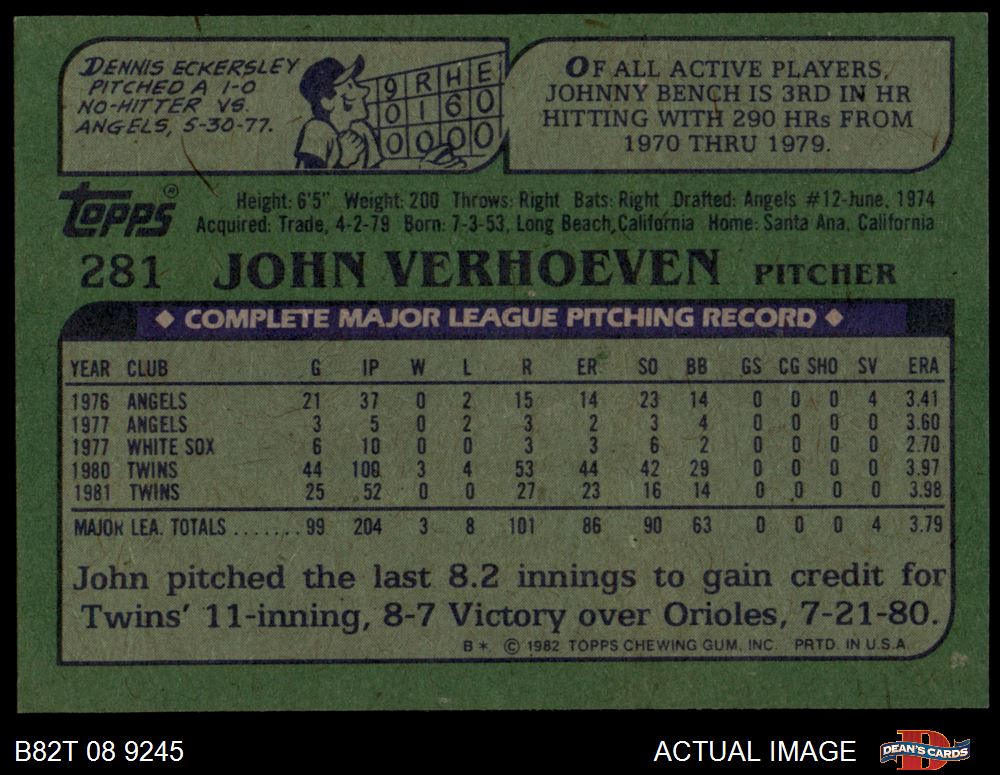 DENNIS ECKERSLEY
PITCHED A 1-0
NO-HITTER VS.
ANGELS, 5-30-77.
9 R H E
0 1 6 0
0 0 0 0
OF ALL ACTIVE PLAYERS,
JOHNNY BENCH IS 3RD IN HR
HITTING WITH 290 HRs FROM
1970 THRU 1979.
Topps®
Height: 6'5" Weight: 200 Throws: Right Bats: Right Drafted: Angels #12-June, 1974
Acquired: Trade, 4-2-79 Born: 7-3-53, Long Beach, California Home: Santa Ana, California
281 JOHN VERHOEVEN PITCHER
◆ COMPLETE MAJOR LEAGUE PITCHING RECORD ◆
YEAR CLUB G IP W L R ER SO BB GS CG SHO SV ERA
1976 ANGELS 21 37 0 2 15 14 23 14 0 0 0 4 3.41
1977 ANGELS 3 5 0 2 3 2 3 4 0 0 0 0 3.60
1977 WHITE SOX 6 10 0 0 3 3 6 2 0 0 0 0 2.70
1980 TWINS 44 100 3 4 53 44 42 29 0 0 0 0 3.97
1981 TWINS 25 52 0 0 27 23 16 14 0 0 0 0 3.98
MAJOR LEA. TOTALS ....... 99 204 3 8 101 86 90 63 0 0 0 4 3.79
John pitched the last 8.2 innings to gain credit for
Twins' 11-inning, 8-7 Victory over Orioles, 7-21-80.
B *. © 1982 TOPPS CHEWING GUM, INC. PRTD. IN U.S.A.
B82T 08 9245
ACTUAL IMAGE
DEAN'S CARDS